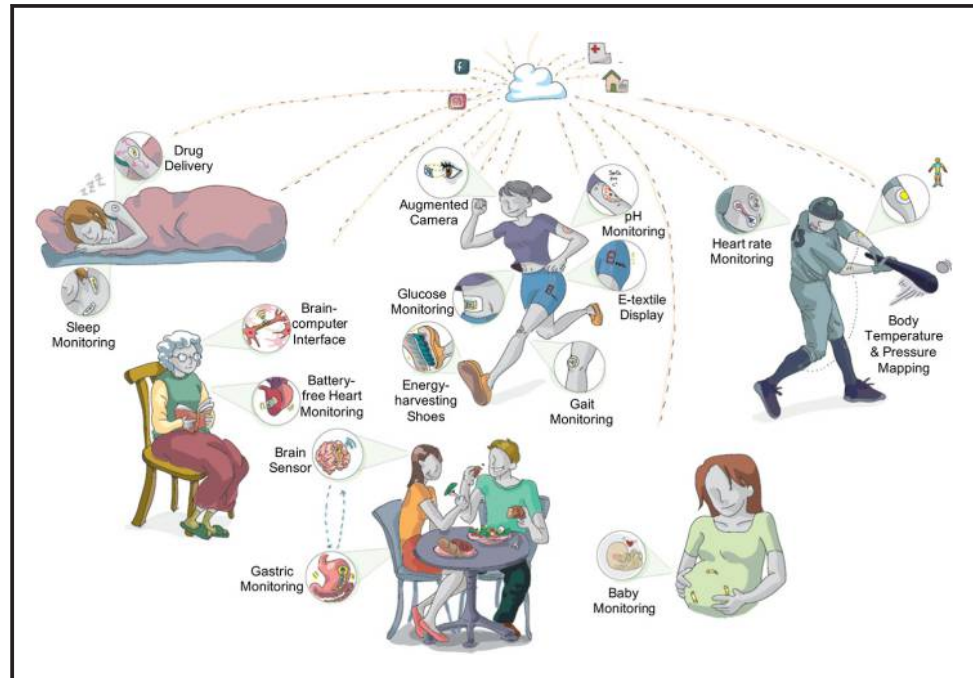 Drug
Delivery
zzz
Sleep
Monitoring
Augmented
Camera
pH
Monitoring
Glucose
Monitoring
E-textile
Display
Energy-
harvesting
Shoes
Gait
Monitoring
Heart rate
Monitoring
Body
Temperature
& Pressure
Mapping
Brain-
computer
Interface
Battery-
free Heart
Monitoring
Brain
Sensor
Gastric
Monitoring
Baby
Monitoring